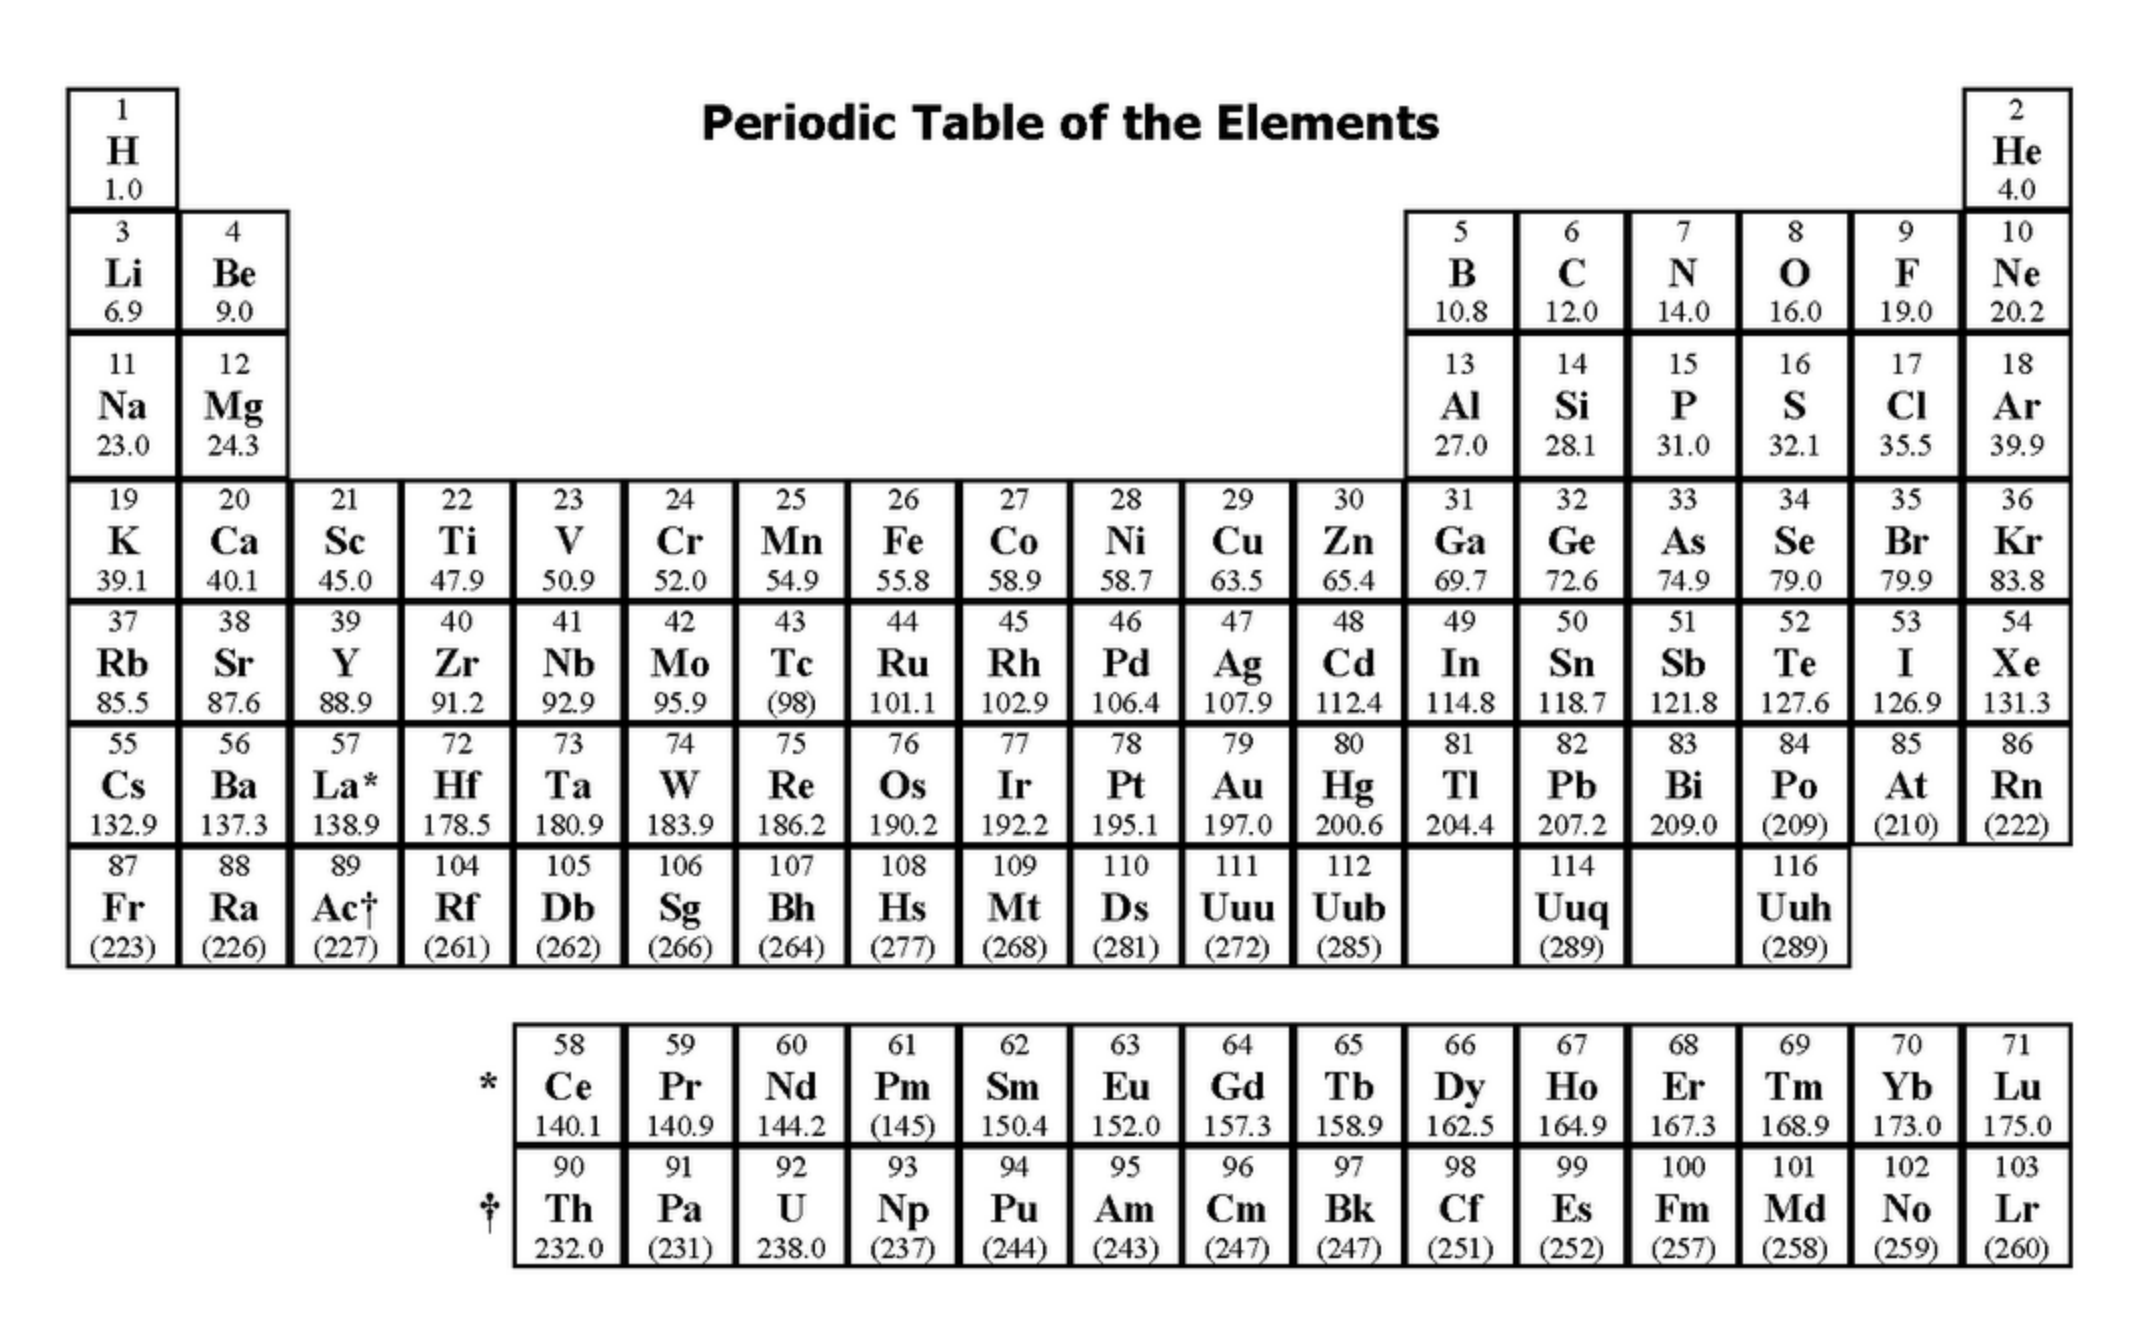 Periodic Table of the Elements
1 2
H He
1.0 4.0
3 4 5 6 7 8 9 10
Li Be B C N O F Ne
6.9 9.0 10.8 12.0 14.0 16.0 19.0 20.2
11 12 13 14 15 16 17 18
Na Mg Al Si P S Cl Ar
23.0 24.3 27.0 28.1 31.0 32.1 35.5 39.9
19 20 21 22 23 24 25 26 27 28 29 30 31 32 33 34 35 36
K Ca Sc Ti V Cr Mn Fe Co Ni Cu Zn Ga Ge As Se Br Kr
39.1 40.1 45.0 47.9 50.9 52.0 54.9 55.8 58.9 58.7 63.5 65.4 69.7 72.6 74.9 79.0 79.9 83.8
37 38 39 40 41 42 43 44 45 46 47 48 49 50 51 52 53 54
Rb Sr Y Zr Nb Mo Tc Ru Rh Pd Ag Cd In Sn Sb Te I Xe
85.5 87.6 88.9 91.2 92.9 95.9 (98) 101.1 102.9 106.4 107.9 112.4 114.8 118.7 121.8 127.6 126.9 131.3
55 56 57 72 73 74 75 76 77 78 79 80 81 82 83 84 85 86
Cs Ba La* Hf Ta W Re Os Ir Pt Au Hg Tl Pb Bi Po At Rn
132.9 137.3 138.9 178.5 180.9 183.9 186.2 190.2 192.2 195.1 197.0 200.6 204.4 207.2 209.0 (209) (210) (222)
87 88 89 104 105 106 107 108 109 110 111 112 114 116
Fr Ra Ac† Rf Db Sg Bh Hs Mt Ds Uuu Uub Uuq Uuh
(223) (226) (227) (261) (262) (266) (264) (277) (268) (281) (272) (285) (289) (289)
58 59 60 61 62 63 64 65 66 67 68 69 70 71
* Ce Pr Nd Pm Sm Eu Gd Tb Dy Ho Er Tm Yb Lu
140.1 140.9 144.2 (145) 150.4 152.0 157.3 158.9 162.5 164.9 167.3 168.9 173.0 175.0
90 91 92 93 94 95 96 97 98 99 100 101 102 103
† Th Pa U Np Pu Am Cm Bk Cf Es Fm Md No Lr
232.0 (231) 238.0 (237) (244) (243) (247) (247) (251) (252) (257) (258) (259) (260)